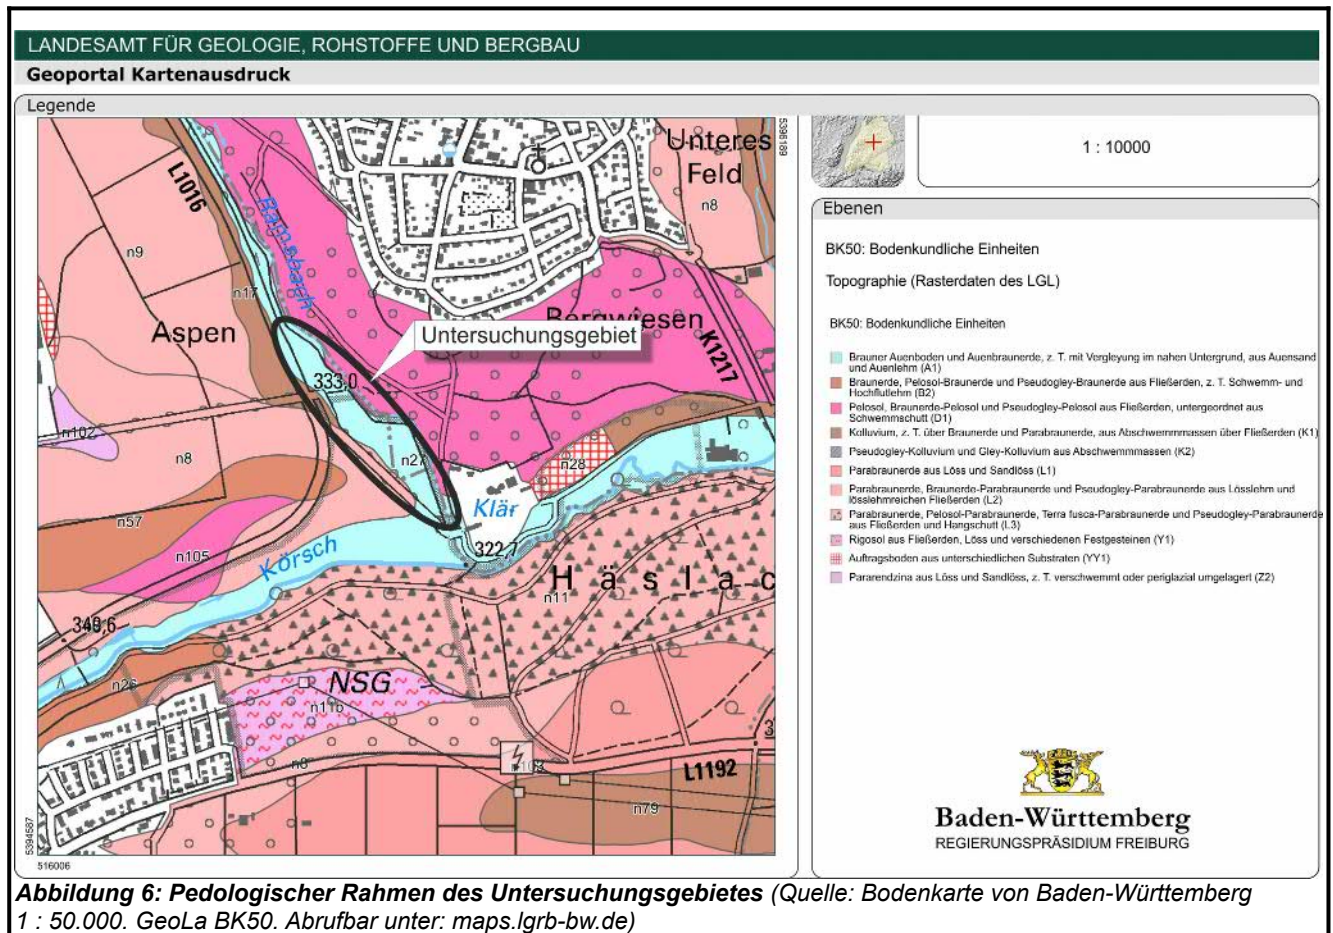 LANDESAMT FÜR GEOLOGIE, ROHSTOFFE UND BERGBAU
Geoportal Kartenausdruck
Legende
Unteres
Feld
5396189
L1016
n8
Ramsbach
n9
n17
Aspen
Bergwiesen
Untersuchungsgebiet
K1217
333,0
n102
n8
n27
n28
Klär
n57
n105
Körsch
322,7
Häslac
n11
349,6
n26
NSG
n116
n8
n103
3
L1192
n79
5394587
516006
1 : 10000
Ebenen
BK50: Bodenkundliche Einheiten
Topographie (Rasterdaten des LGL)
BK50: Bodenkundliche Einheiten
Brauner Auenboden und Auenbraunerde, z. T. mit Vergleyung im nahen Untergrund, aus Auensand
und Auenlehm (A1)
Braunerde, Pelosol-Braunerde und Pseudogley-Braunerde aus Fließerden, z. T. Schwemm- und
Hochflutlehm (B2)
Pelosol, Braunerde-Pelosol und Pseudogley-Pelosol aus Fließerden, untergeordnet aus
Schwemmschutt (D1)
Kolluvium, z. T. über Braunerde und Parabraunerde, aus Abschwemmmassen über Fließerden (K1)
Pseudogley-Kolluvium und Gley-Kolluvium aus Abschwemmmassen (K2)
Parabraunerde aus Löss und Sandlöss (L1)
Parabraunerde, Braunerde-Parabraunerde und Pseudogley-Parabraunerde aus Lösslehm und
lösslehmreichen Fließerden (L2)
Parabraunerde, Pelosol-Parabraunerde, Terra fusca-Parabraunerde und Pseudogley-Parabraunerde
aus Fließerden und Hangschutt (L3)
Rigosol aus Fließerden, Löss und verschiedenen Festgesteinen (Y1)
Auftragsboden aus unterschiedlichen Substraten (YY1)
Pararendzina aus Löss und Sandlöss, z. T. verschwemmt oder periglazial umgelagert (Z2)
Baden-Württemberg
REGIERUNGSPRÄSIDIUM FREIBURG
Abbildung 6: Pedologischer Rahmen des Untersuchungsgebietes (Quelle: Bodenkarte von Baden-Württemberg
1 : 50.000. GeoLa BK50. Abrufbar unter: maps.lgrb-bw.de)